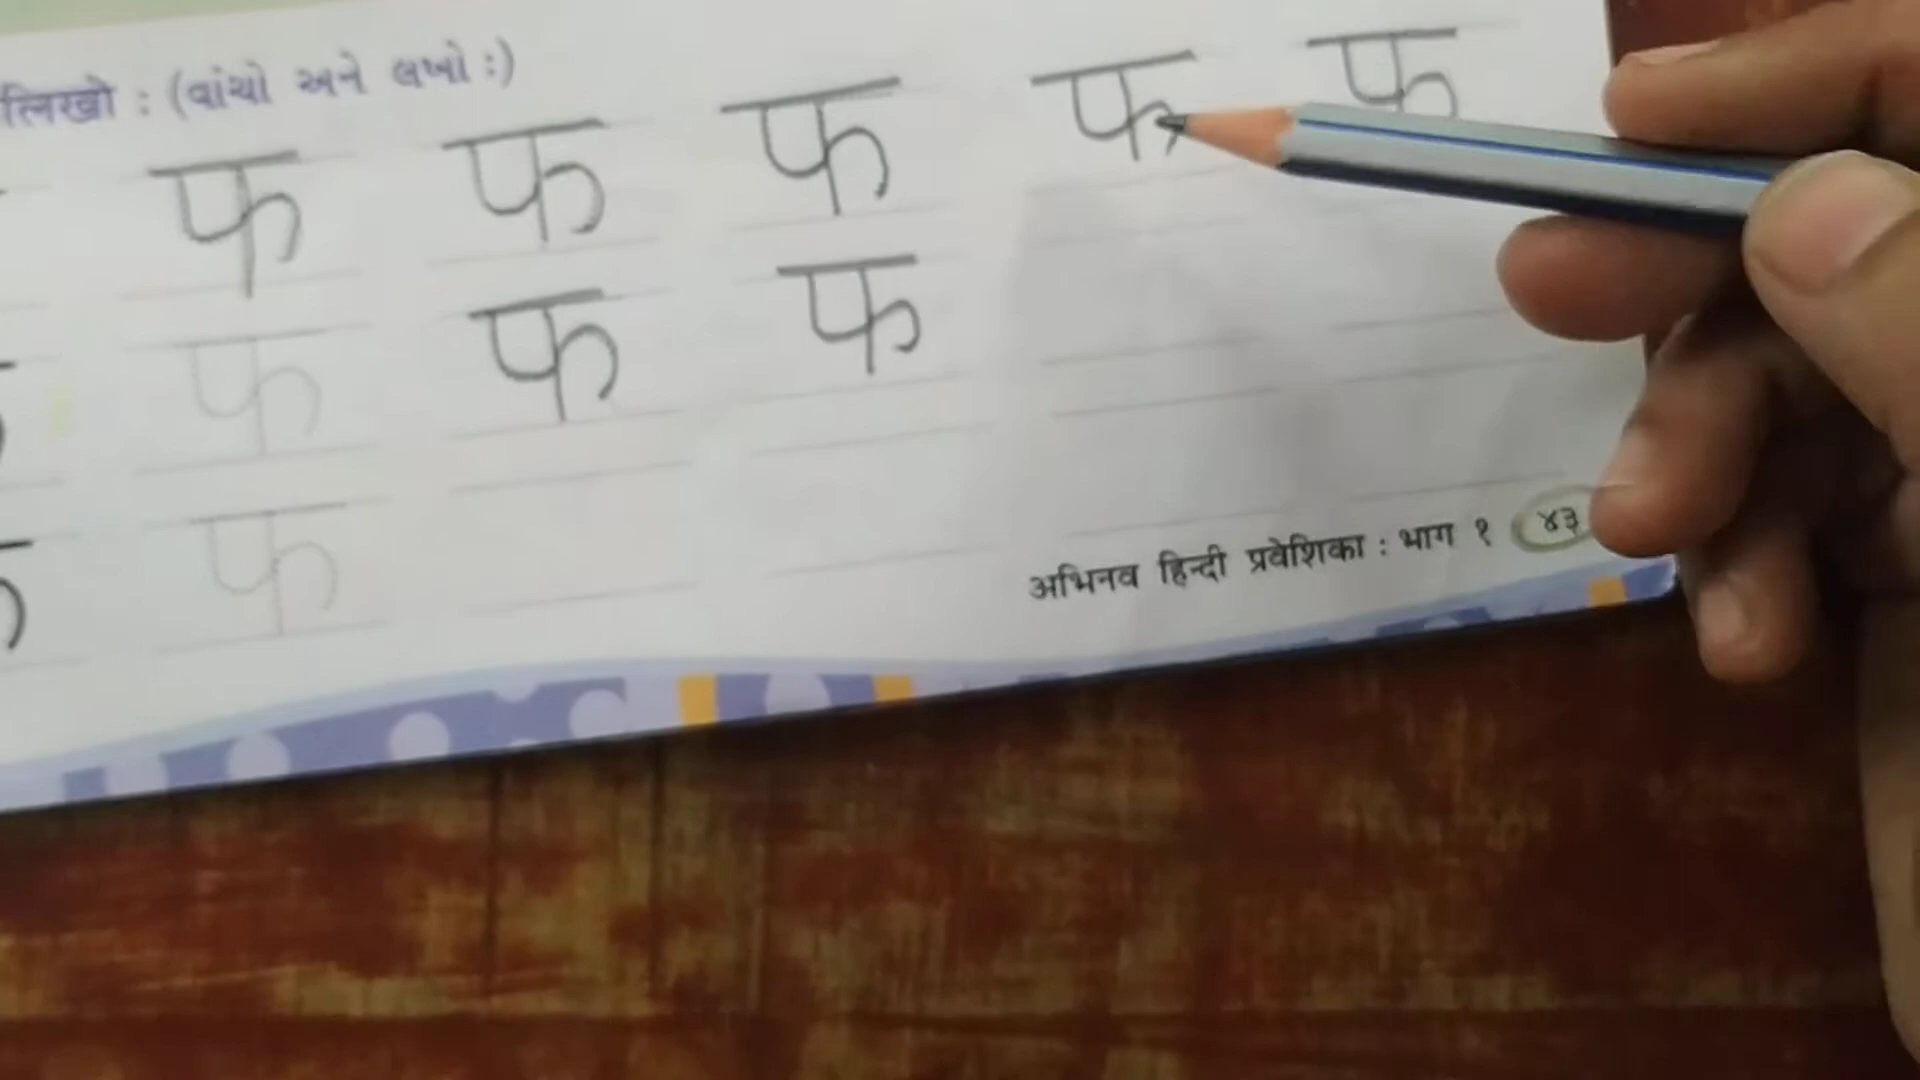 लिखो : (વાંચો અને લખો :)
फ फ फ फ फ
फ फ फ
फ
अभिनव हिन्दी प्रवेशिका : भाग १ ४३